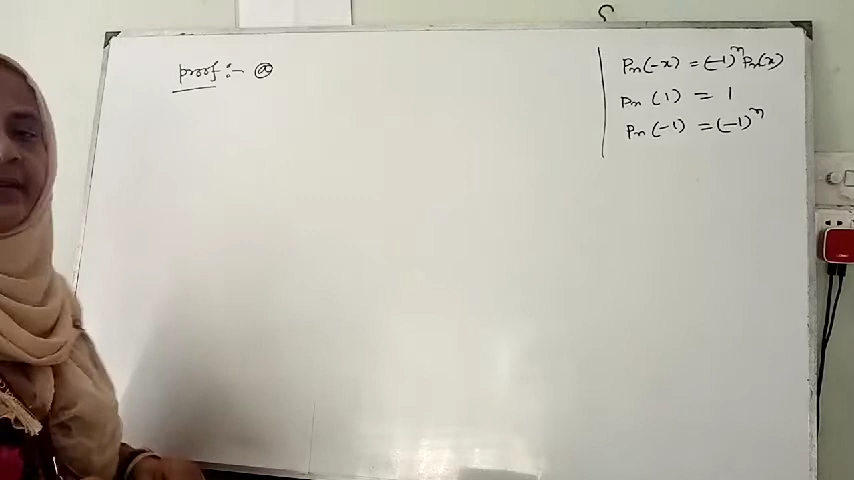 Proof :- ⓐ
Pn(-x) = (-1)^n Pn(x)
Pn (1) = 1
Pn(-1) = (-1)^n